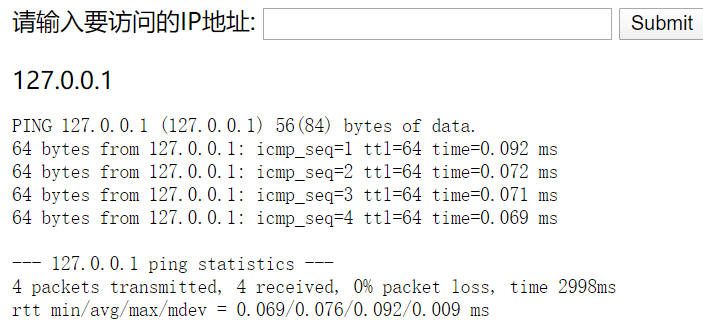 请输入要访问的IP地址: Submit
127.0.0.1
PING 127.0.0.1 (127.0.0.1) 56(84) bytes of data.
64 bytes from 127.0.0.1: icmp_seq=1 ttl=64 time=0.092 ms
64 bytes from 127.0.0.1: icmp_seq=2 ttl=64 time=0.072 ms
64 bytes from 127.0.0.1: icmp_seq=3 ttl=64 time=0.071 ms
64 bytes from 127.0.0.1: icmp_seq=4 ttl=64 time=0.069 ms
--- 127.0.0.1 ping statistics ---
4 packets transmitted, 4 received, 0% packet loss, time 2998ms
rtt min/avg/max/mdev = 0.069/0.076/0.092/0.009 ms